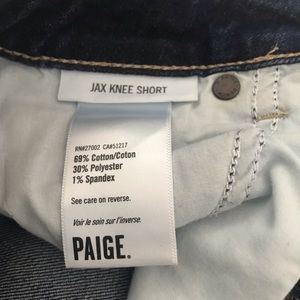 JAX KNEE SHORT
RN#27002 CA#51217
69% Cotton/Coton
30% Polyester
1% Spandex
See care on reverse.
Voir le soin sur l'inverse.
PAIGE.